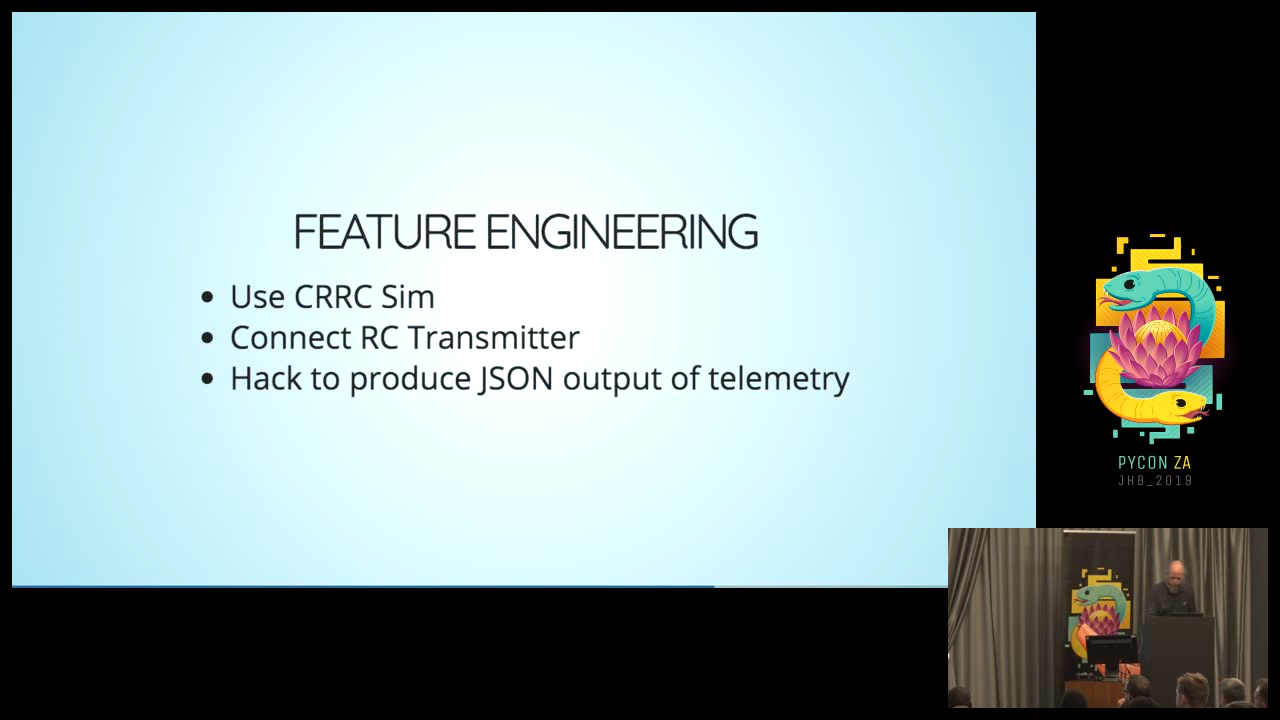 FEATURE ENGINEERING
• Use CRRC Sim
• Connect RC Transmitter
• Hack to produce JSON output of telemetry
PYCON ZA
JHB_2019